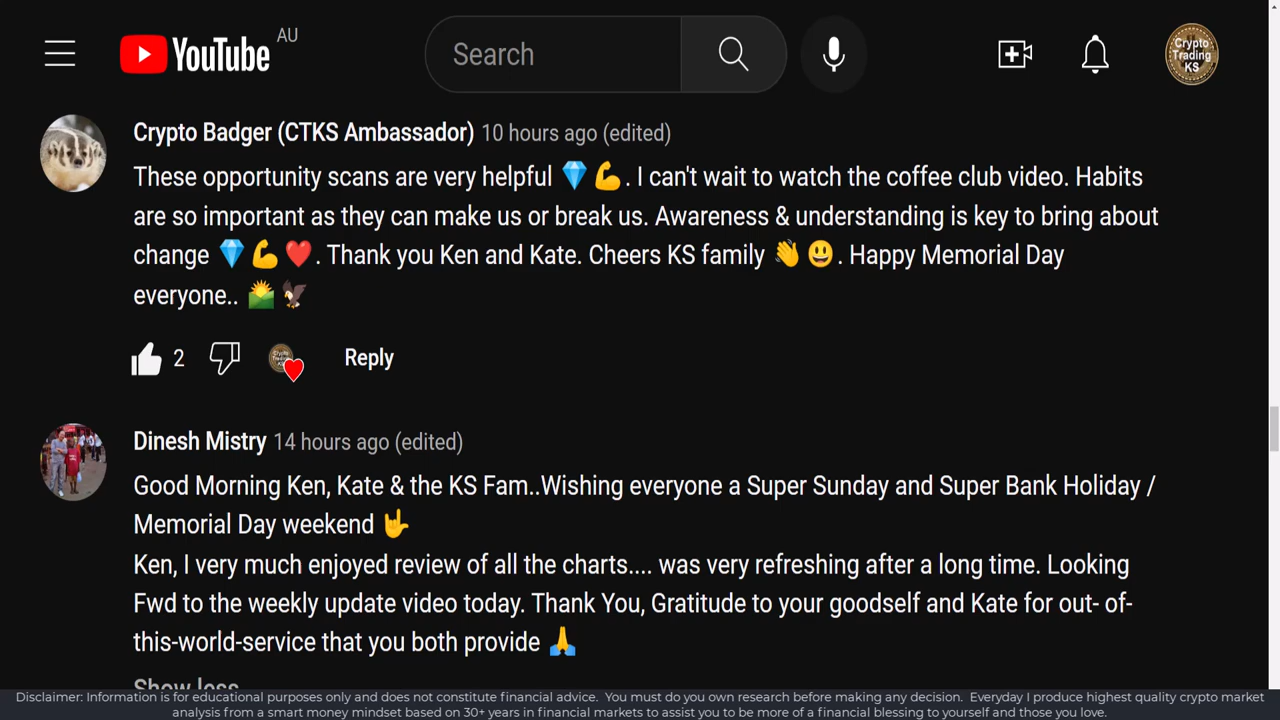 YouTube AU
Search
Crypto
Trading
KS
Crypto Badger (CTKS Ambassador) 10 hours ago (edited)
These opportunity scans are very helpful 💎💪. I can't wait to watch the coffee club video. Habits
are so important as they can make us or break us. Awareness & understanding is key to bring about
change 💎💪❤️. Thank you Ken and Kate. Cheers KS family 👋😃. Happy Memorial Day
everyone.. 🌄🦅
2 Reply
Dinesh Mistry 14 hours ago (edited)
Good Morning Ken, Kate & the KS Fam..Wishing everyone a Super Sunday and Super Bank Holiday /
Memorial Day weekend 🤟
Ken, I very much enjoyed review of all the charts.... was very refreshing after a long time. Looking
Fwd to the weekly update video today. Thank You, Gratitude to your goodself and Kate for out- of-
this-world-service that you both provide 🙏
Show less
Disclaimer: Information is for educational purposes only and does not constitute financial advice. You must do you own research before making any decision. Everyday I produce highest quality crypto market
analysis from a smart money mindset based on 30+ years in financial markets to assist you to be more of a financial blessing to yourself and those you love